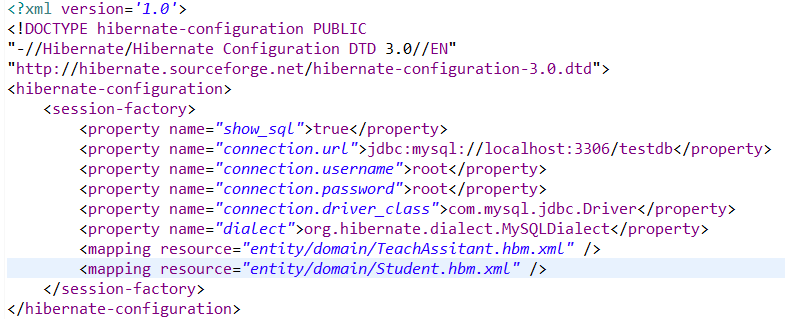 <?xml version='1.0'>
<!DOCTYPE hibernate-configuration PUBLIC
"-//Hibernate/Hibernate Configuration DTD 3.0//EN"
"http://hibernate.sourceforge.net/hibernate-configuration-3.0.dtd">
<hibernate-configuration>
    <session-factory>
        <property name="show_sql">true</property>
        <property name="connection.url">jdbc:mysql://localhost:3306/testdb</property>
        <property name="connection.username">root</property>
        <property name="connection.password">root</property>
        <property name="connection.driver_class">com.mysql.jdbc.Driver</property>
        <property name="dialect">org.hibernate.dialect.MySQLDialect</property>
        <mapping resource="entity/domain/TeachAssitant.hbm.xml" />
        <mapping resource="entity/domain/Student.hbm.xml" />
    </session-factory>
</hibernate-configuration>